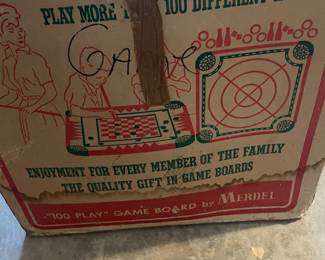 PLAY MORE 100 DIFFERENT
Game
ENJOYMENT FOR EVERY MEMBER OF THE FAMILY
THE QUALITY GIFT IN GAME BOARDS
"100 PLAY" GAME BOARD by MERDEL